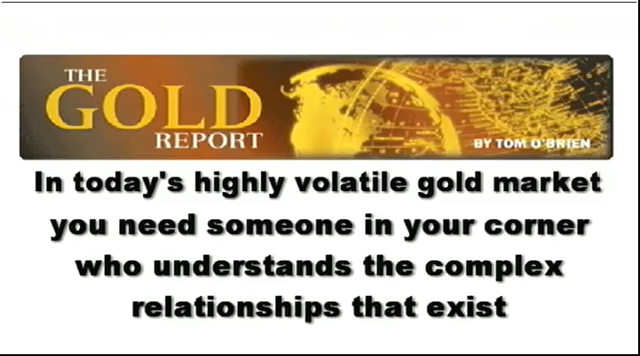 THE
GOLD
REPORT
BY TOM O'BRIEN
In today's highly volatile gold market
you need someone in your corner
who understands the complex
relationships that exist